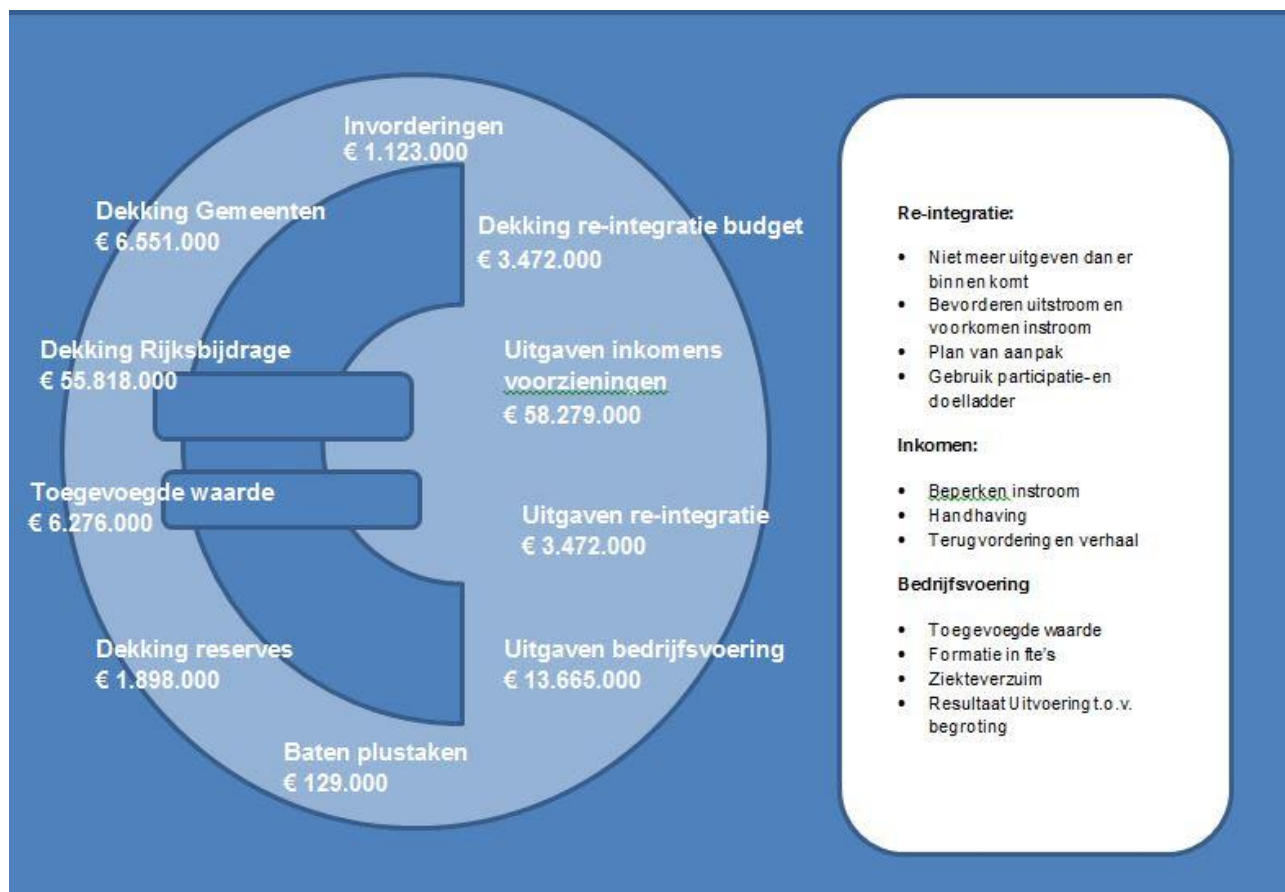 Invorderingen
€ 1.123.000
Dekking Gemeenten
€ 6.551.000
Dekking re-integratie budget
€ 3.472.000
Dekking Rijksbijdrage
€ 55.818.000
Uitgaven inkomens
voorzieningen
€ 58.279.000
Toegevoegde waarde
€ 6.276.000
Uitgaven re-integratie
€ 3.472.000
Dekking reserves
€ 1.898.000
Uitgaven bedrijfsvoering
€ 13.665.000
Baten plustaken
€ 129.000
Re-integratie:
• Niet meer uitgeven dan er
binnen komt
• Bevorderen uitstroom en
voorkomen instroom
• Plan van aanpak
• Gebruik participatie-en
doelladder
Inkomen:
• Beperken instroom
• Handhaving
• Terugvordering en verhaal
Bedrijfsvoering
• Toegevoegde waarde
• Formatie in fte's
• Ziekteverzuim
• Resultaat Uitvoering t.o.v.
begroting